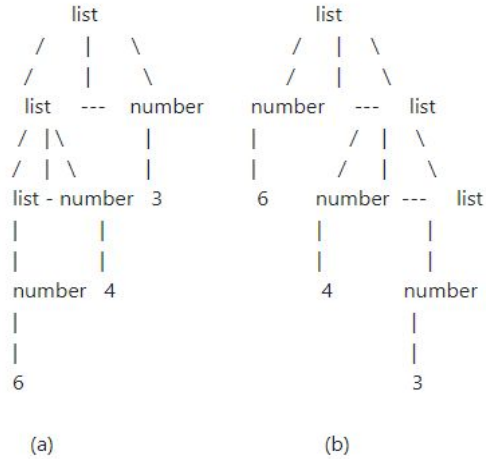 list list
/ | \ / | \
/ | \ / | \
list --- number number --- list
/ | \ | | / | \
/ | \ | | / | \
list - number 3 6 number --- list
| | | |
| | | |
number 4 4 number
| |
| |
6 3
(a) (b)